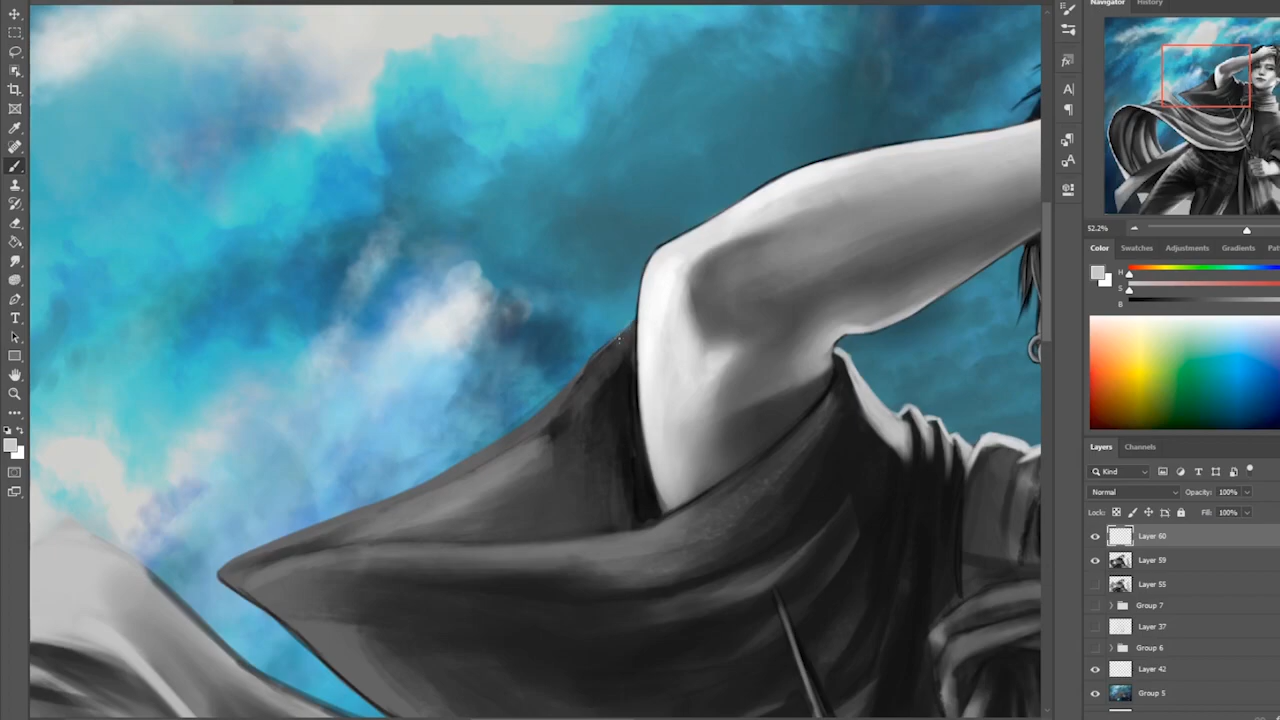 Navigator History
52.2%
Color Swatches Adjustments Gradients Pat
H
S
B
Layers Channels
Kind
Normal Opacity: 100%
Lock: Fill: 100%
Layer 60
Layer 59
Layer 55
Group 7
Layer 37
Group 6
Layer 42
Group 5